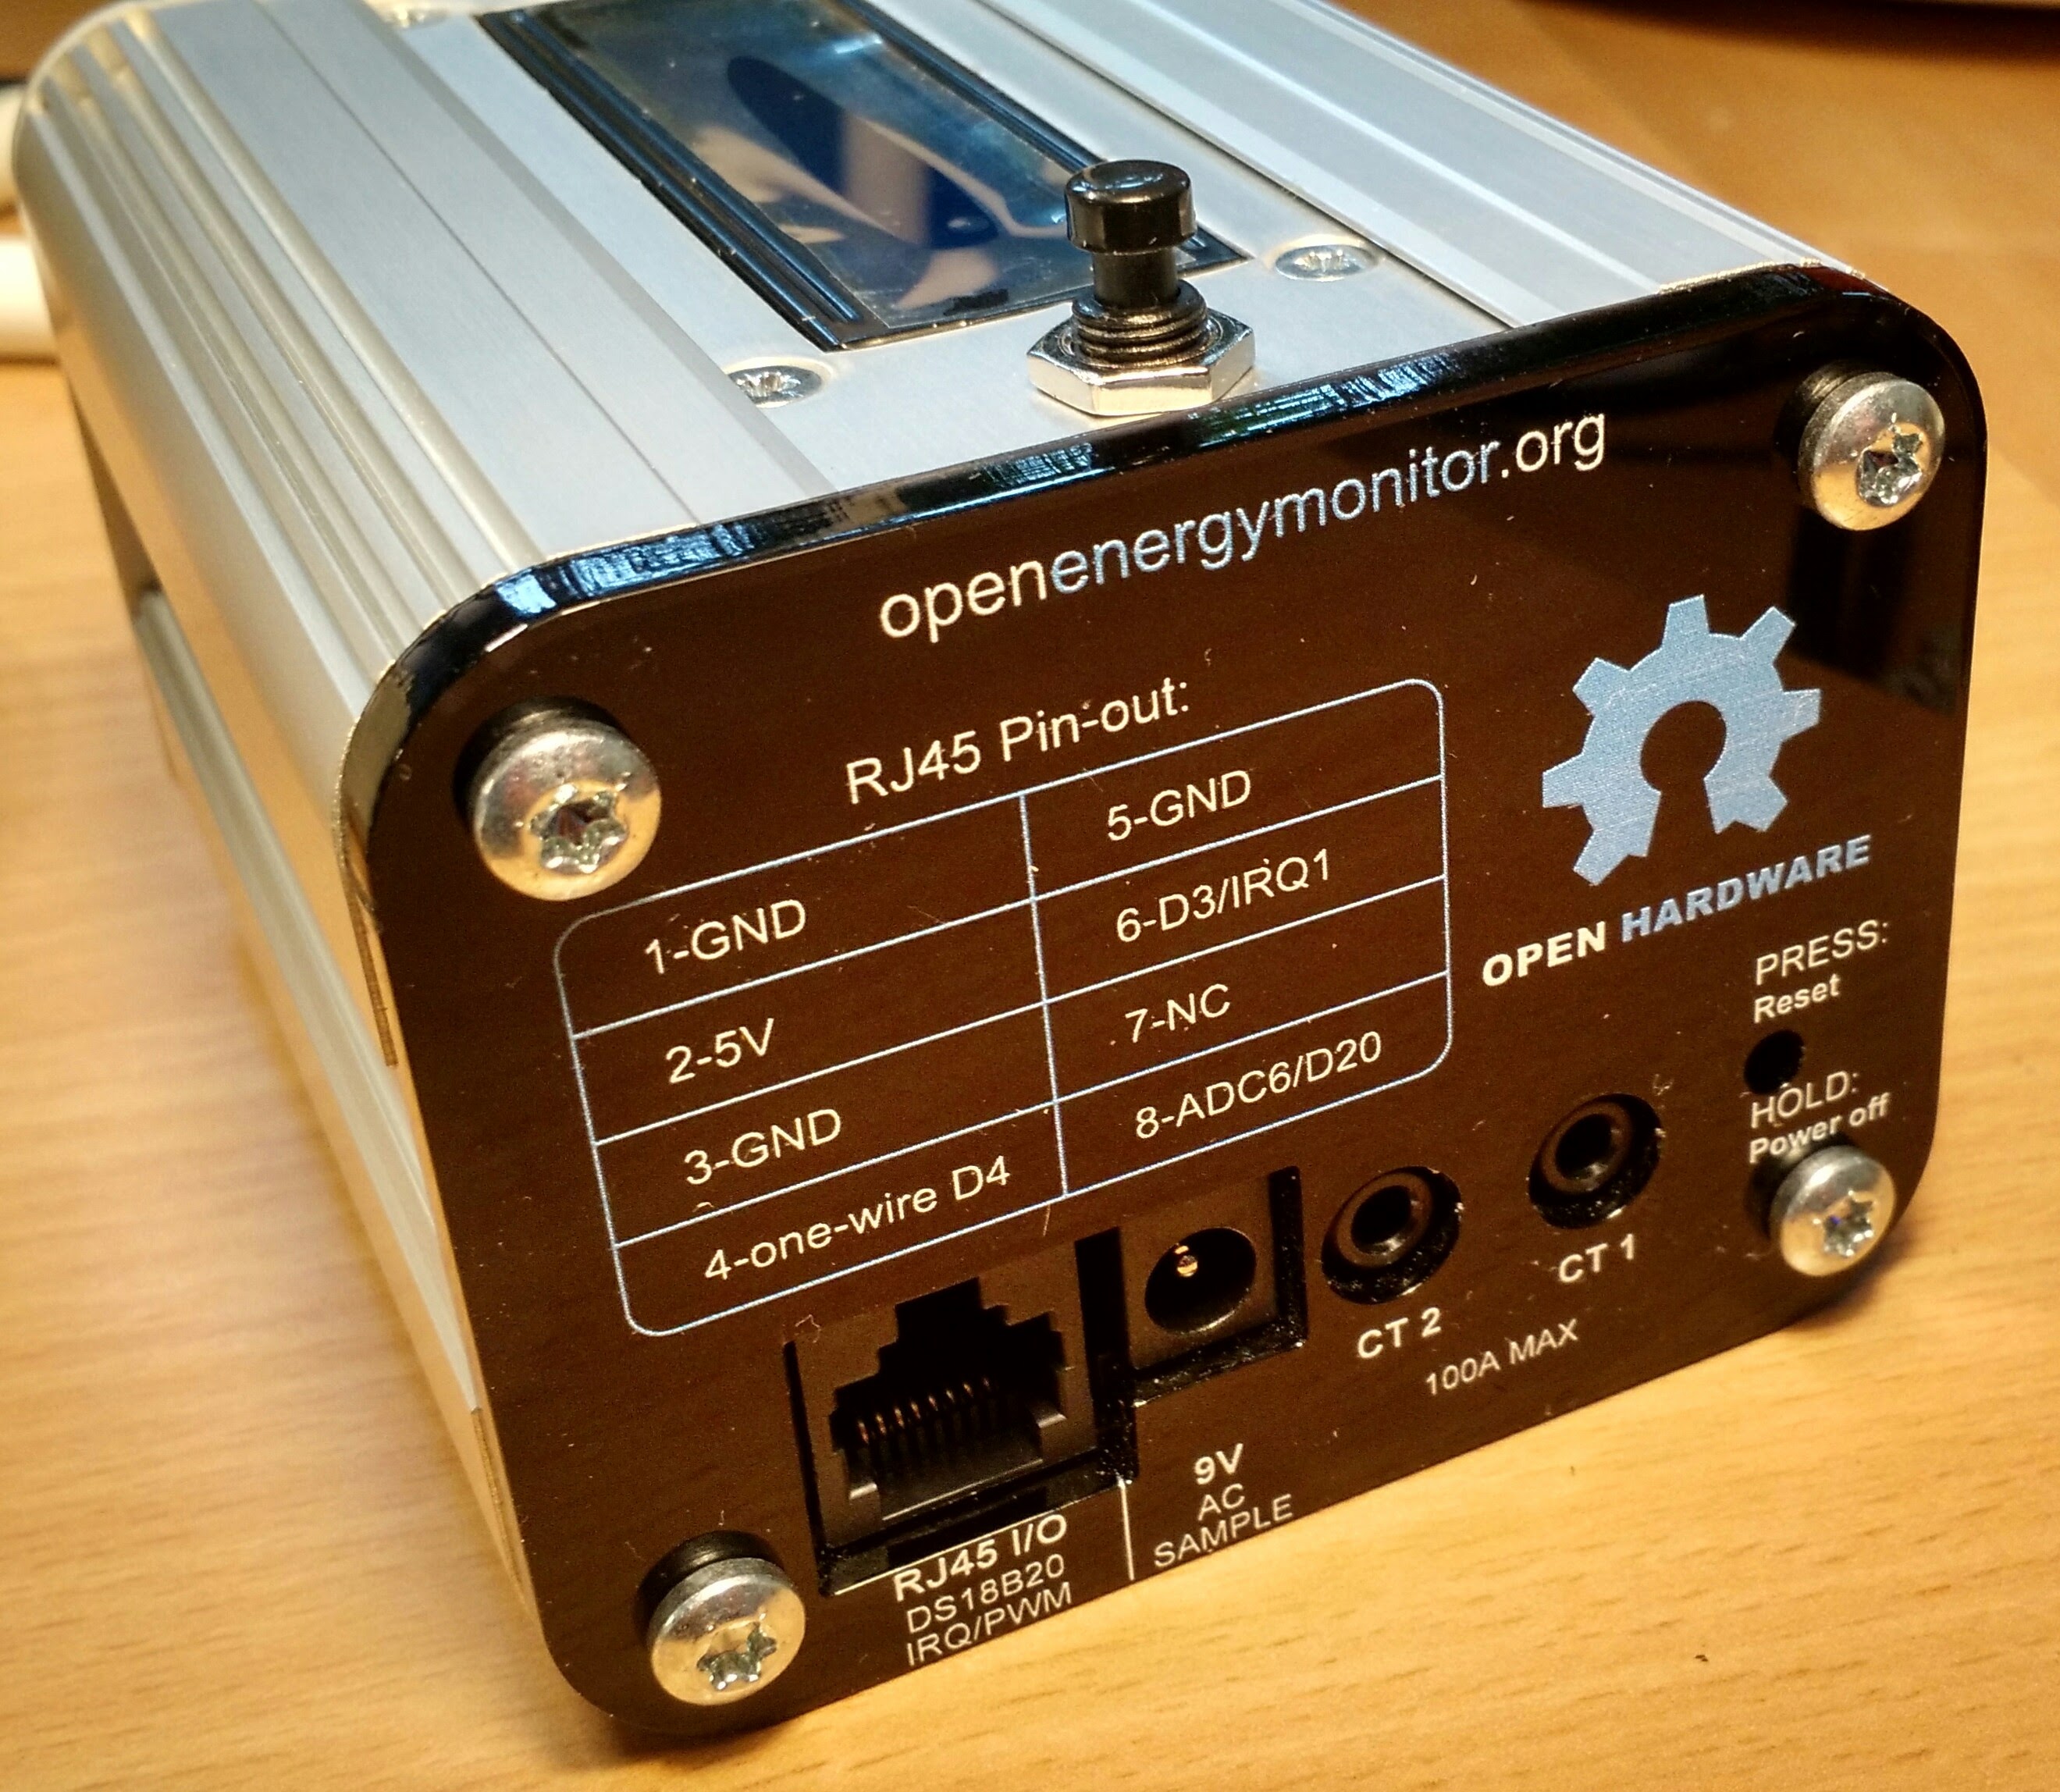 openenergymonitor.org
RJ45 Pin-out:
1-GND
2-5V
3-GND
4-one-wire D4
5-GND
6-D3/IRQ1
7-NC
8-ADC6/D20
OPEN HARDWARE
PRESS:
Reset
HOLD:
Power off
CT 1
CT 2
100A MAX
9V
AC
SAMPLE
RJ45 I/O
DS18B20
IRQ/PWM